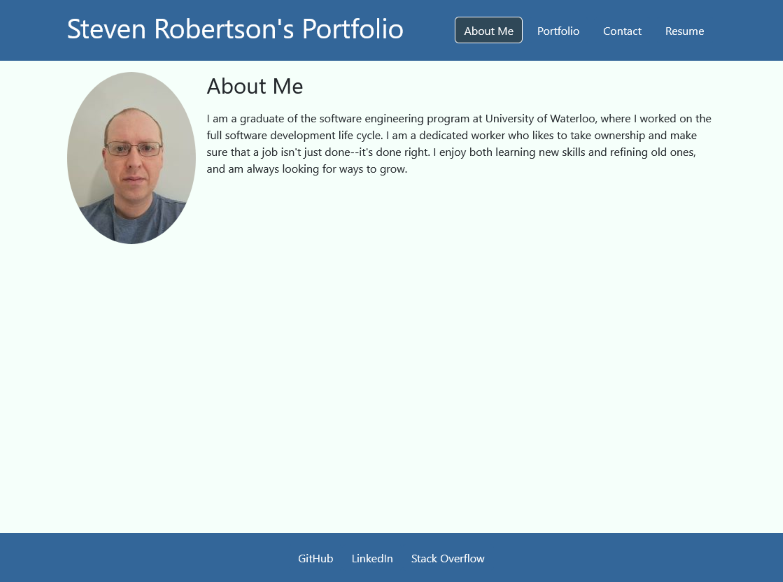 Steven Robertson's Portfolio
About Me Portfolio Contact Resume
About Me
I am a graduate of the software engineering program at University of Waterloo, where I worked on the
full software development life cycle. I am a dedicated worker who likes to take ownership and make
sure that a job isn't just done--it's done right. I enjoy both learning new skills and refining old ones,
and am always looking for ways to grow.
GitHub LinkedIn Stack Overflow